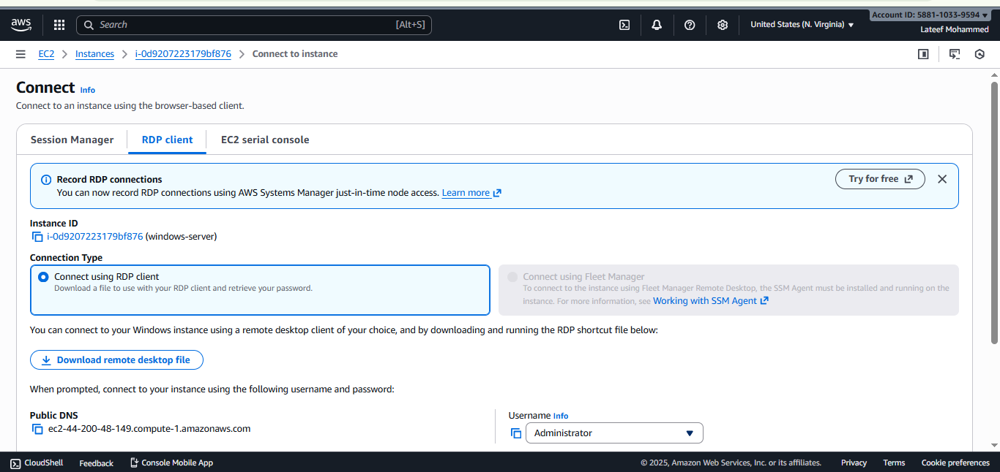 aws
Search
[Alt+S]
United States (N. Virginia)
Account ID: 5881-1033-9594
Lateef Mohammed
EC2
Instances
i-0d9207223179bf876
Connect to instance
Connect Info
Connect to an instance using the browser-based client.
Session Manager
RDP client
EC2 serial console
Record RDP connections
You can now record RDP connections using AWS Systems Manager just-in-time node access. Learn more
Try for free
Instance ID
i-0d9207223179bf876 (windows-server)
Connection Type
Connect using RDP client
Download a file to use with your RDP client and retrieve your password.
Connect using Fleet Manager
To connect to the instance using Fleet Manager Remote Desktop, the SSM Agent must be installed and running on the
instance. For more information, see Working with SSM Agent
You can connect to your Windows instance using a remote desktop client of your choice, and by downloading and running the RDP shortcut file below:
Download remote desktop file
When prompted, connect to your instance using the following username and password:
Public DNS
ec2-44-200-48-149.compute-1.amazonaws.com
Username Info
Administrator
CloudShell
Feedback
Console Mobile App
© 2025, Amazon Web Services, Inc. or its affiliates.
Privacy
Terms
Cookie preferences